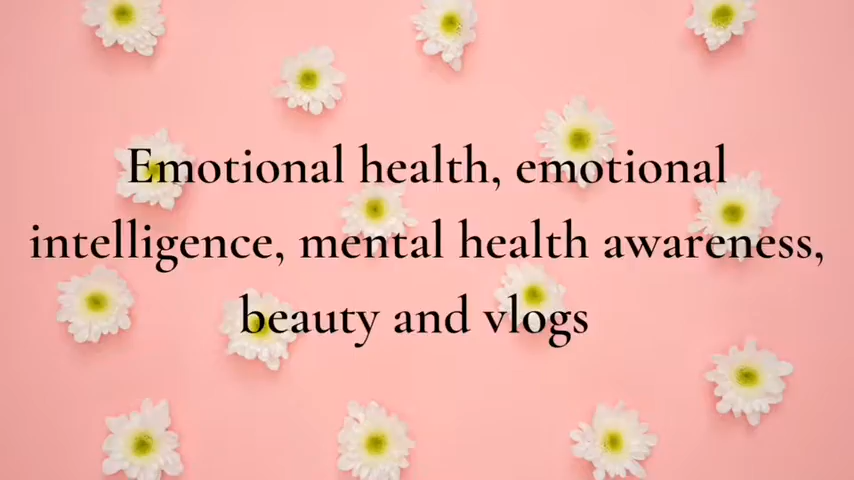 Emotional health, emotional
intelligence, mental health awareness,
beauty and vlogs